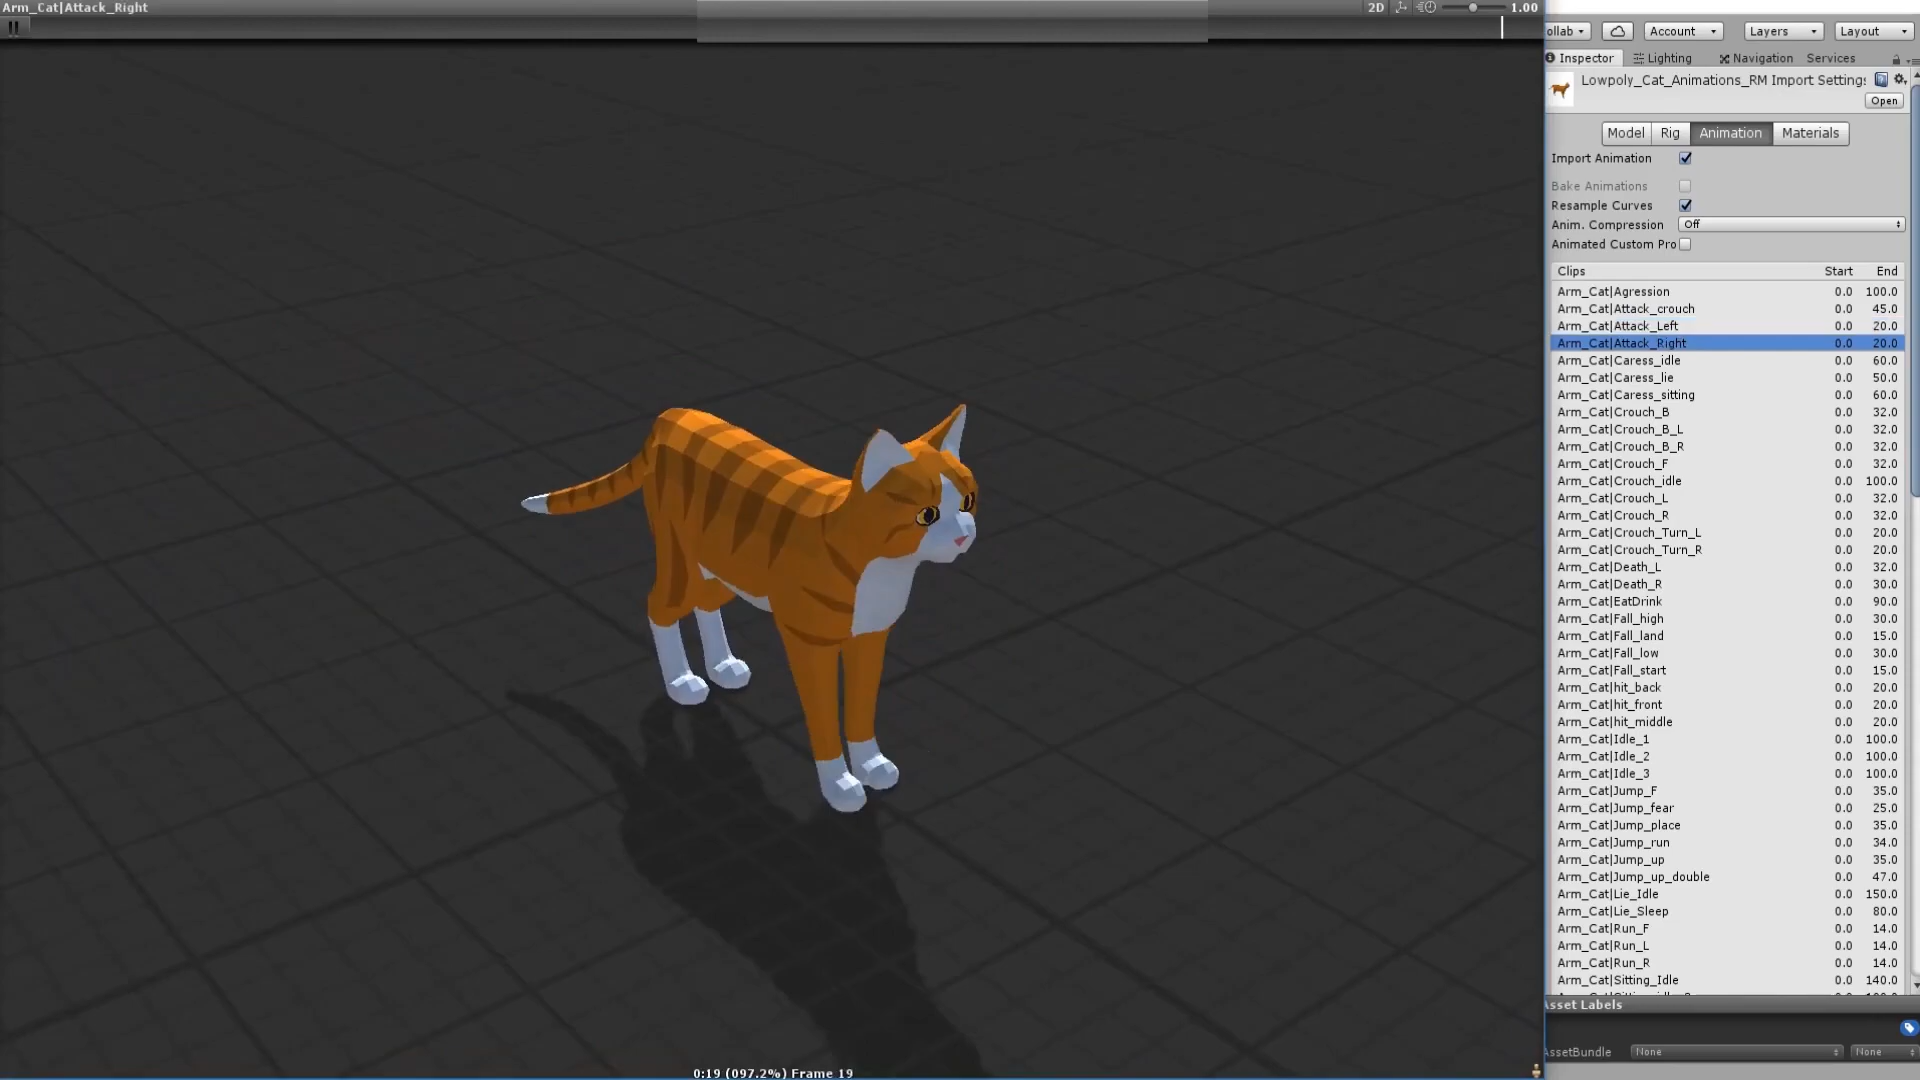 Arm_Cat|Attack_Right
2D 1.00
ollab Account Layers Layout
Inspector Lighting Navigation Services
Lowpoly_Cat_Animations_RM Import Settings
Open
Model Rig Animation Materials
Import Animation
Bake Animations
Resample Curves
Anim. Compression Off
Animated Custom Pro
Clips Start End
Arm_Cat|Agression 0.0 100.0
Arm_Cat|Attack_crouch 0.0 45.0
Arm_Cat|Attack_Left 0.0 20.0
Arm_Cat|Attack_Right 0.0 20.0
Arm_Cat|Caress_idle 0.0 60.0
Arm_Cat|Caress_lie 0.0 50.0
Arm_Cat|Caress_sitting 0.0 60.0
Arm_Cat|Crouch_B 0.0 32.0
Arm_Cat|Crouch_B_L 0.0 32.0
Arm_Cat|Crouch_B_R 0.0 32.0
Arm_Cat|Crouch_F 0.0 32.0
Arm_Cat|Crouch_idle 0.0 100.0
Arm_Cat|Crouch_L 0.0 32.0
Arm_Cat|Crouch_R 0.0 32.0
Arm_Cat|Crouch_Turn_L 0.0 20.0
Arm_Cat|Crouch_Turn_R 0.0 20.0
Arm_Cat|Death_L 0.0 32.0
Arm_Cat|Death_R 0.0 30.0
Arm_Cat|EatDrink 0.0 90.0
Arm_Cat|Fall_high 0.0 30.0
Arm_Cat|Fall_land 0.0 15.0
Arm_Cat|Fall_low 0.0 30.0
Arm_Cat|Fall_start 0.0 15.0
Arm_Cat|hit_back 0.0 20.0
Arm_Cat|hit_front 0.0 20.0
Arm_Cat|hit_middle 0.0 20.0
Arm_Cat|Idle_1 0.0 100.0
Arm_Cat|Idle_2 0.0 100.0
Arm_Cat|Idle_3 0.0 100.0
Arm_Cat|Jump_F 0.0 35.0
Arm_Cat|Jump_fear 0.0 25.0
Arm_Cat|Jump_place 0.0 35.0
Arm_Cat|Jump_run 0.0 34.0
Arm_Cat|Jump_up 0.0 35.0
Arm_Cat|Jump_up_double 0.0 47.0
Arm_Cat|Lie_Idle 0.0 150.0
Arm_Cat|Lie_Sleep 0.0 80.0
Arm_Cat|Run_F 0.0 14.0
Arm_Cat|Run_L 0.0 14.0
Arm_Cat|Run_R 0.0 14.0
Arm_Cat|Sitting_Idle 0.0 140.0
Asset Labels
AssetBundle None None
0:19 (097.2%) Frame 19